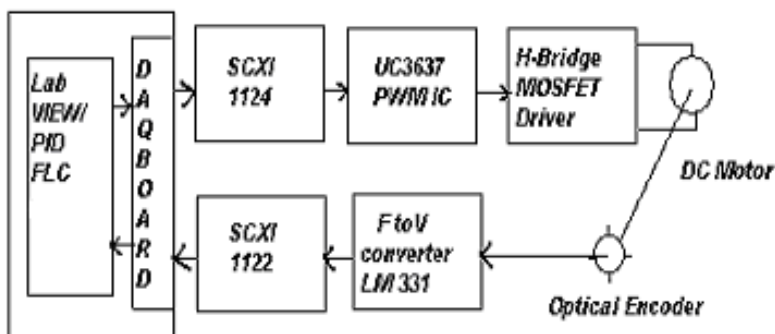 Lab
VIEW/
PID
FLC
DAQBOARD
SCXI
1124
UC3637
PWM IC
H-Bridge
MOSFET
Driver
DC Motor
SCXI
1122
F to V
converter
LM 331
Optical Encoder